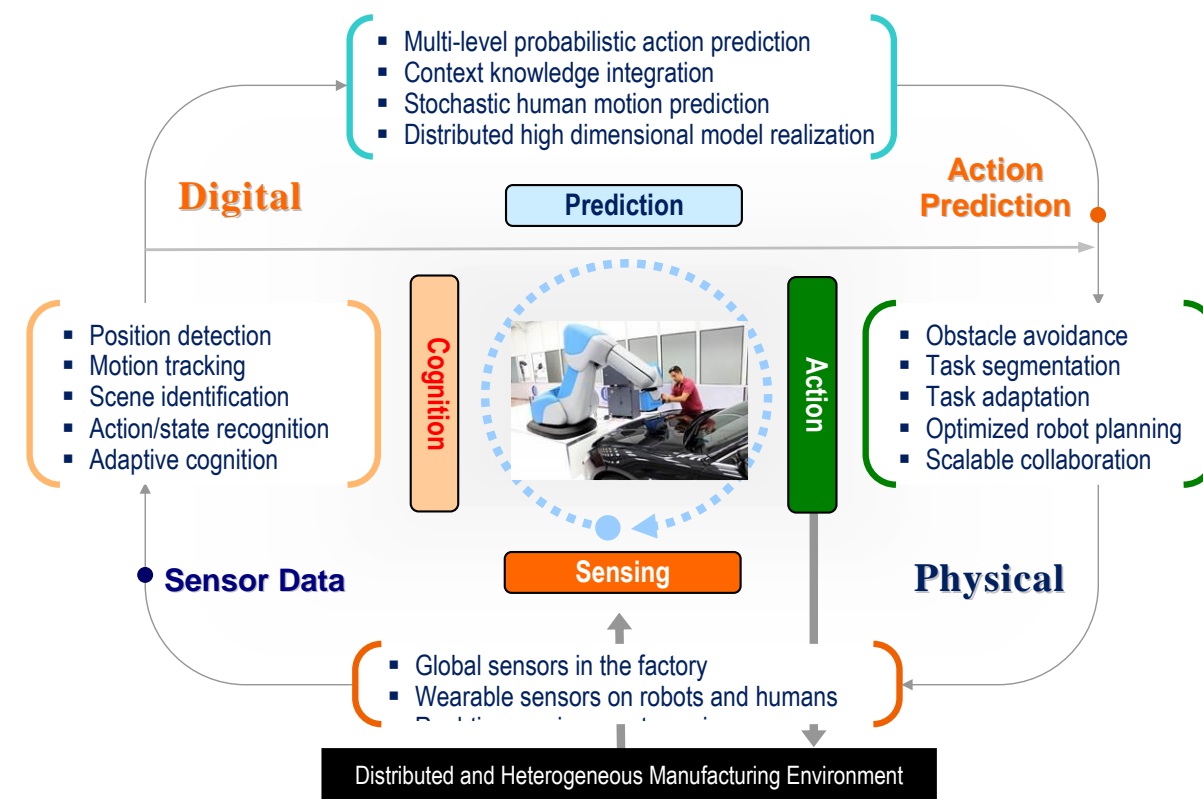 Multi-level probabilistic action prediction
Context knowledge integration
Stochastic human motion prediction
Distributed high dimensional model realization
Digital
Prediction
Action
Prediction
Position detection
Motion tracking
Scene identification
Action/state recognition
Adaptive cognition
Cognition
Action
Obstacle avoidance
Task segmentation
Task adaptation
Optimized robot planning
Scalable collaboration
Sensor Data
Sensing
Physical
Global sensors in the factory
Wearable sensors on robots and humans
Distributed and Heterogeneous Manufacturing Environment